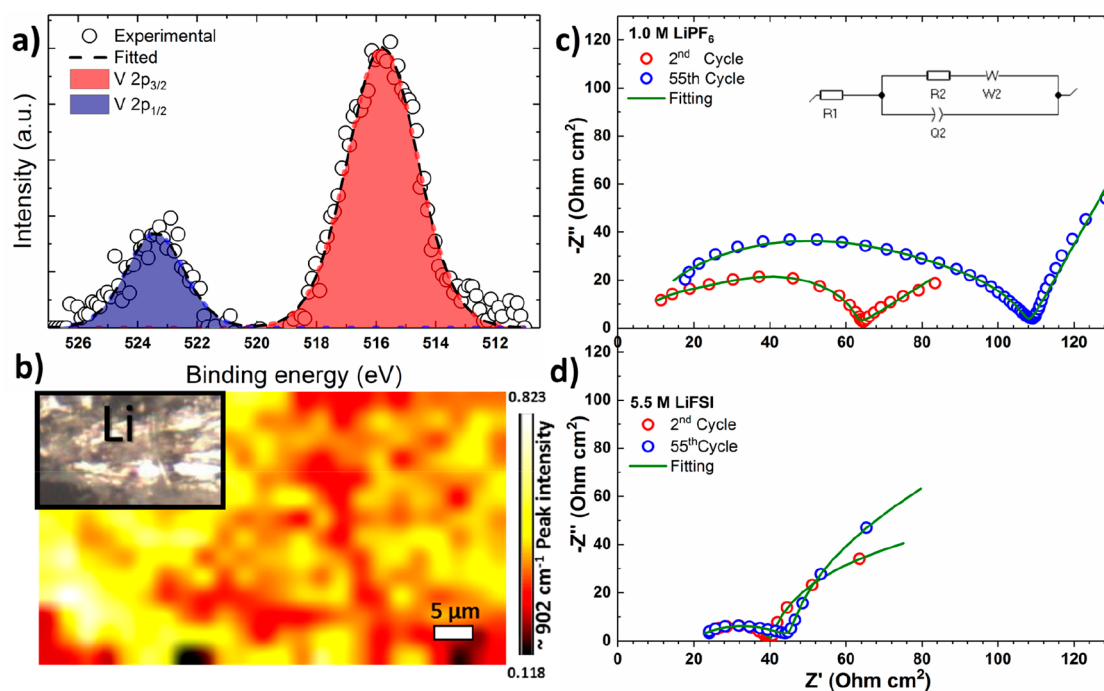 a)
Experimental
Fitted
V 2p3/2
V 2p1/2
Intensity (a.u.)
526 524 522 520 518 516 514 512
Binding energy (eV)
b)
Li
5 μm
0.823
~ 902 cm-1 Peak intensity
0.118
c)
1.0 M LiPF6
2nd Cycle
55th Cycle
Fitting
R1
R2
W2
Q2
-Z'' (Ohm cm2)
120
100
80
60
40
20
0
d)
5.5 M LiFSI
2nd Cycle
55thCycle
Fitting
-Z'' (Ohm cm2)
120
100
80
60
40
20
0
0 20 40 60 80 100 120
Z' (Ohm cm2)